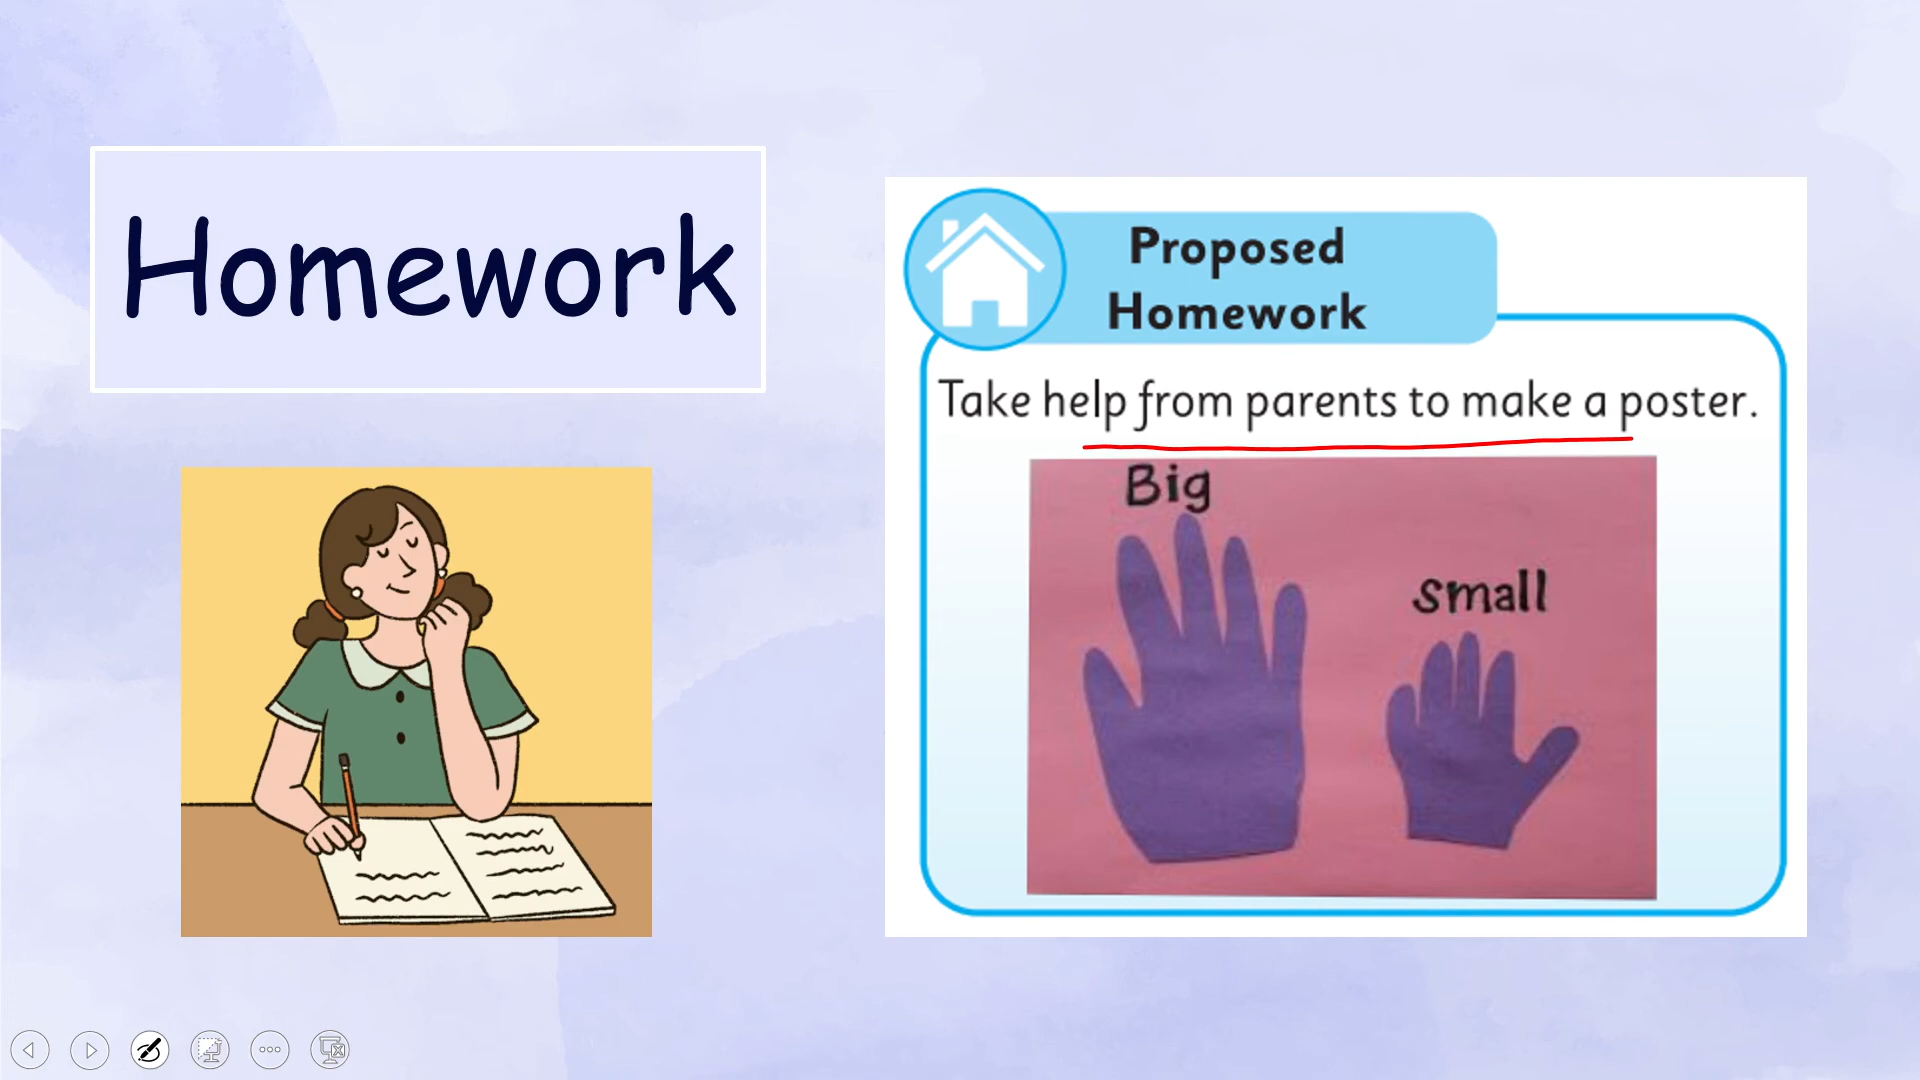 Homework
Proposed
Homework
Take help from parents to make a poster.
Big
small